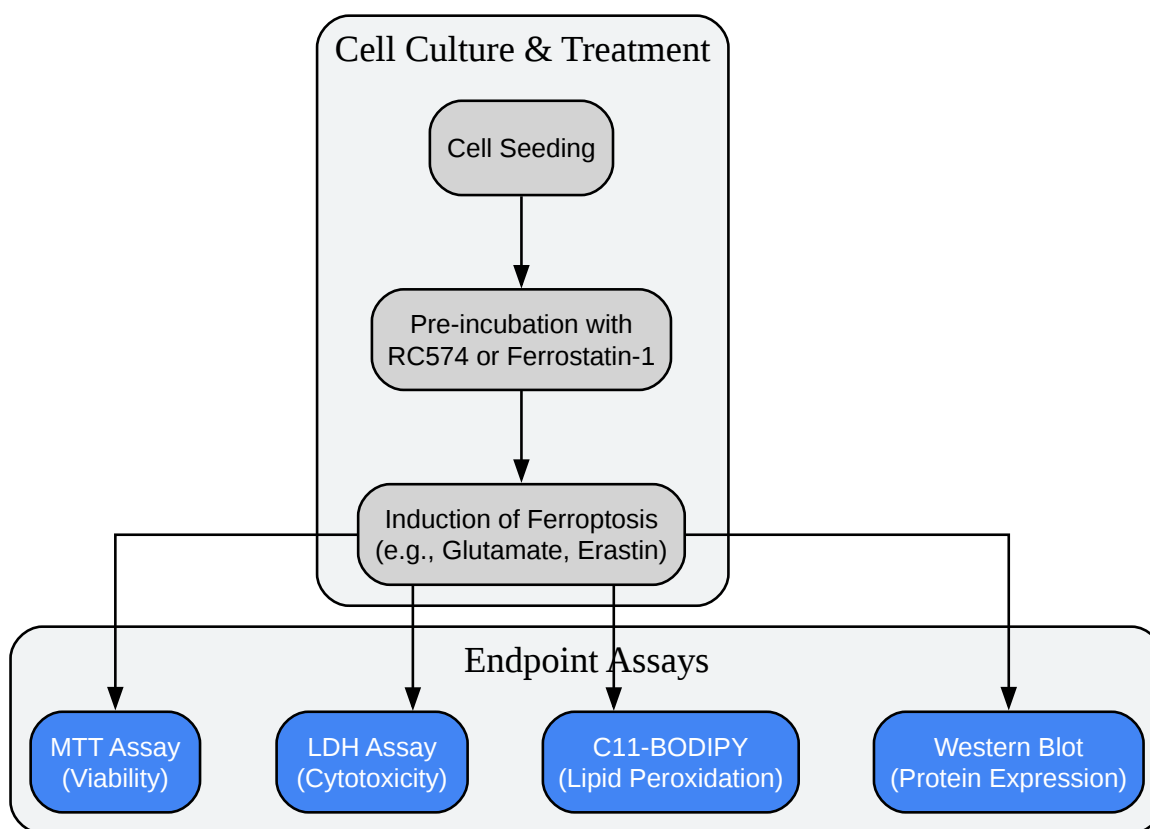 Cell Culture & Treatment
Cell Seeding
Pre-incubation with
RC574 or Ferrostatin-1
Induction of Ferroptosis
(e.g., Glutamate, Erastin)
Endpoint Assays
MTT Assay
(Viability)
LDH Assay
(Cytotoxicity)
C11-BODIPY
(Lipid Peroxidation)
Western Blot
(Protein Expression)